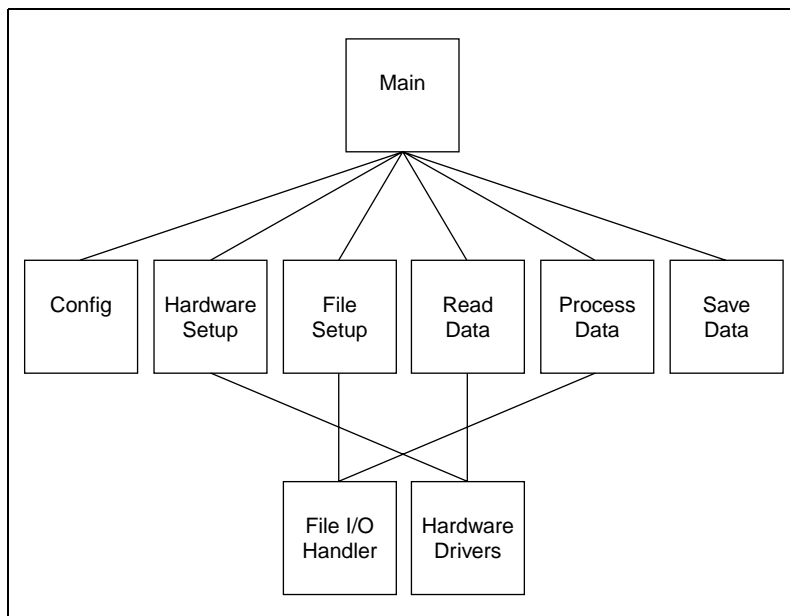 Main
Config
Hardware
Setup
File
Setup
Read
Data
Process
Data
Save
Data
File I/O
Handler
Hardware
Drivers